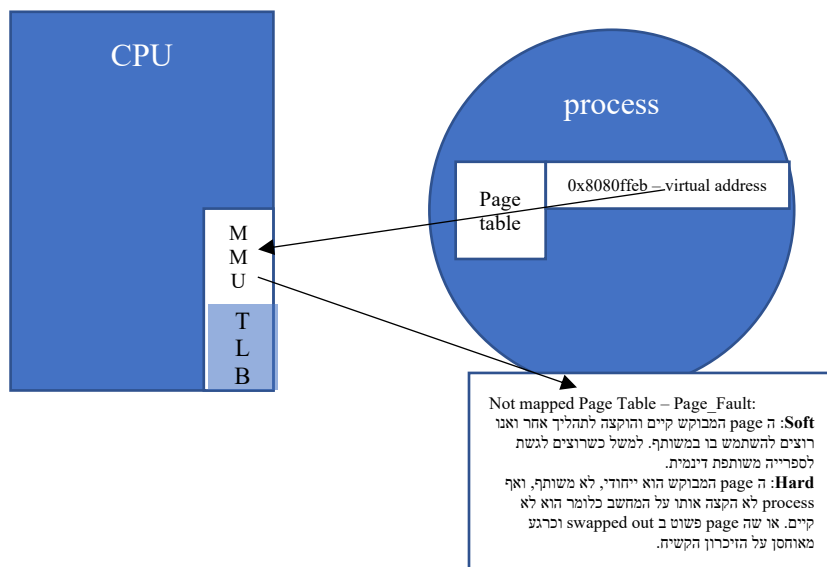 CPU
process
0x8080ffeb – virtual address
Page
table
M
M
U
T
L
B
Not mapped Page Table – Page_Fault:
Soft: ה page המבוקש קיים והוקצה לתהליך אחר ואנו
רוצים להשתמש בו במשותף. למשל כשרוצים לגשת
לספרייה משותפת דינמית.
Hard: ה page המבוקש הוא ייחודי, לא משותף, ואף
process לא הקצה אותו על המחשב כלומר הוא לא
קיים. או שה page פשוט ב swapped out וכרגע
מאוחסן על הזיכרון הקשיח.